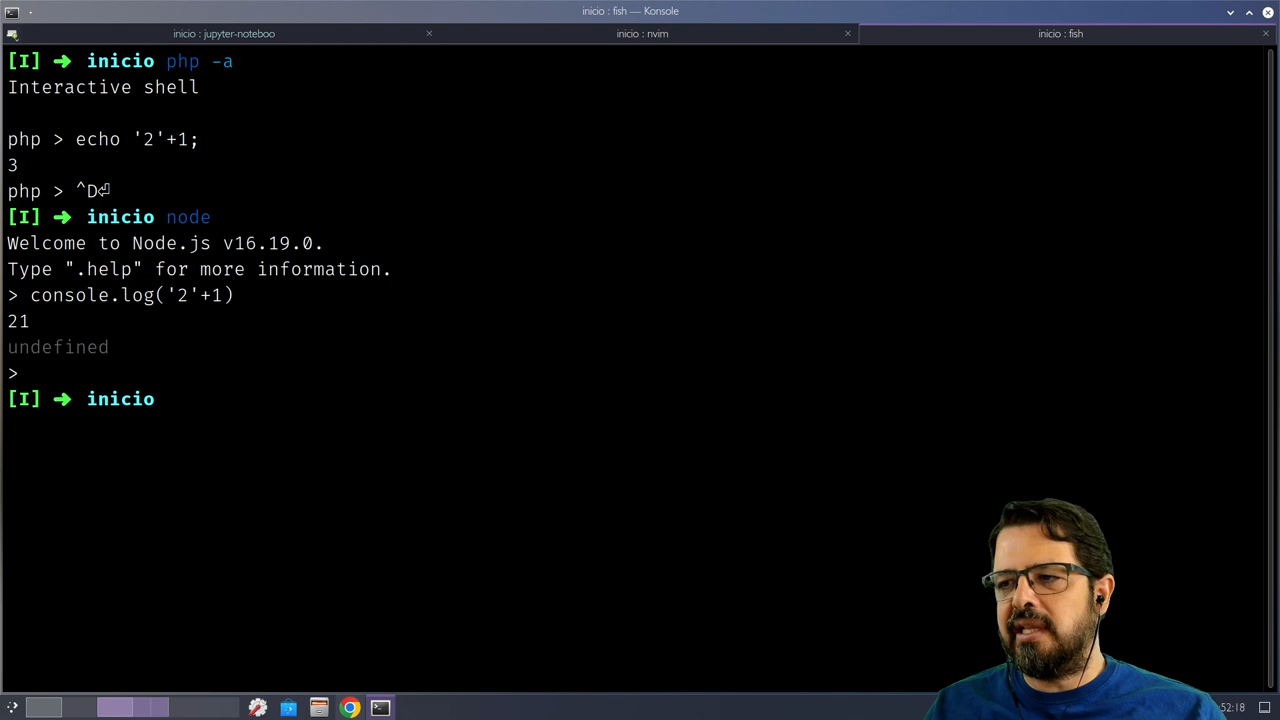 inicio : fish — Konsole
inicio : jupyter-noteboo
inicio : nvim
inicio : fish
[I] ➜ inicio php -a
Interactive shell
php > echo '2'+1;
3
php > ^D⏎
[I] ➜ inicio node
Welcome to Node.js v16.19.0.
Type ".help" for more information.
> console.log('2'+1)
21
undefined
>
[I] ➜ inicio
:52:18